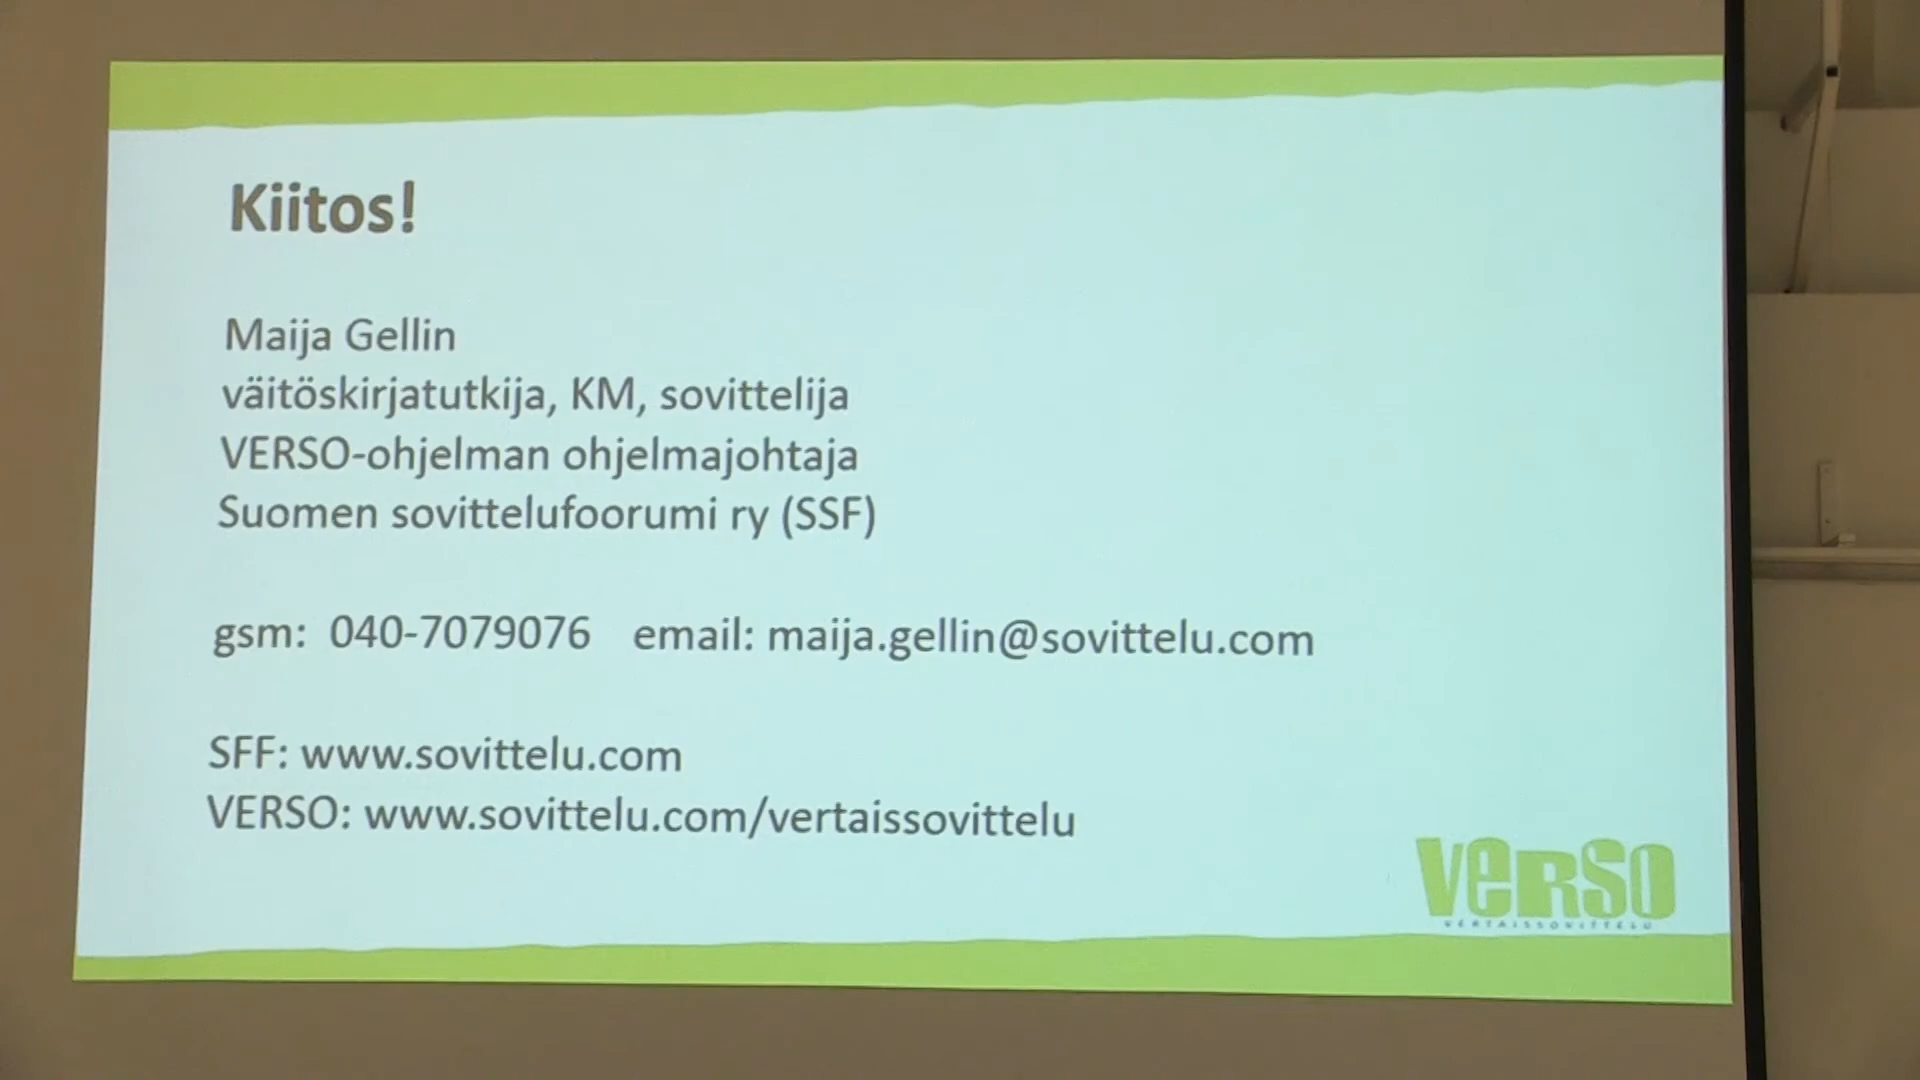 Kiitos!
Maija Gellin
väitöskirjatutkija, KM, sovittelija
VERSO-ohjelman ohjelmajohtaja
Suomen sovittelufoorumi ry (SSF)
gsm: 040-7079076 email: maija.gellin@sovittelu.com
SFF: www.sovittelu.com
VERSO: www.sovittelu.com/vertaissovittelu
VERSO
VERTAISSOVITTELU